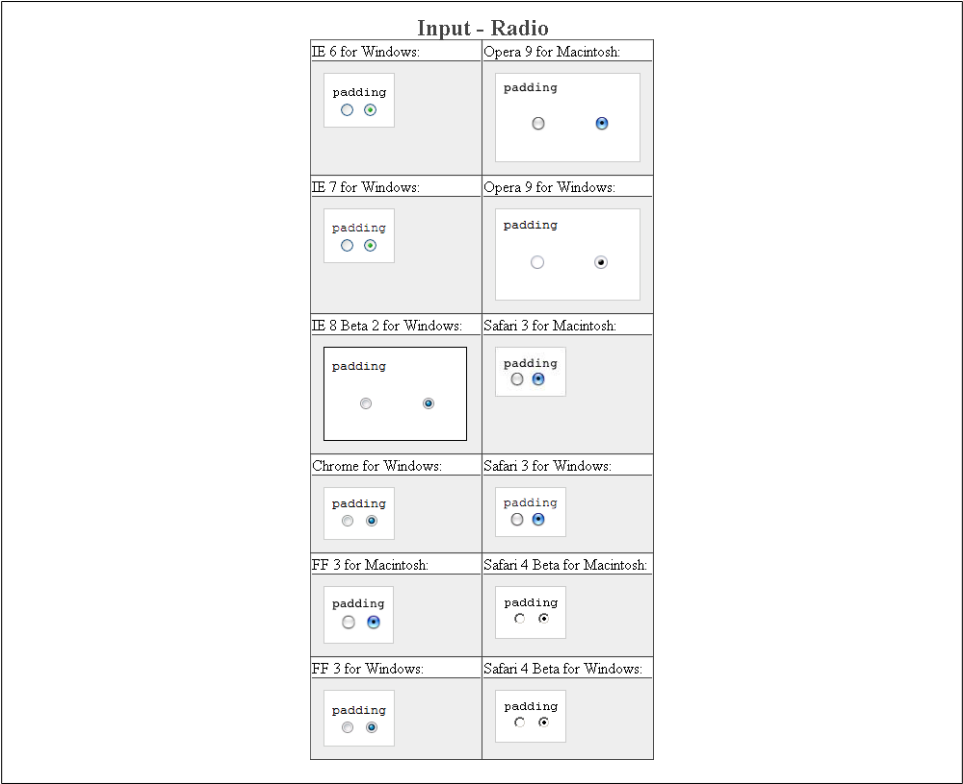 Input - Radio
IE 6 for Windows:
Opera 9 for Macintosh:
padding
padding
IE 7 for Windows:
Opera 9 for Windows:
padding
padding
IE 8 Beta 2 for Windows:
Safari 3 for Macintosh:
padding
padding
Chrome for Windows:
Safari 3 for Windows:
padding
padding
FF 3 for Macintosh:
Safari 4 Beta for Macintosh:
padding
padding
FF 3 for Windows:
Safari 4 Beta for Windows:
padding
padding